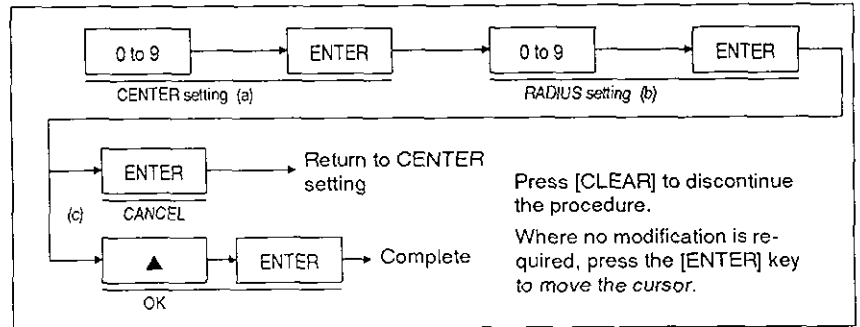 0 to 9 ENTER 0 to 9 ENTER
CENTER setting (a) RADIUS setting (b)
ENTER Return to CENTER
setting
(c) CANCEL
▲ ENTER Complete
OK
Press [CLEAR] to discontinue
the procedure.
Where no modification is re-
quired, press the [ENTER] key
to move the cursor.